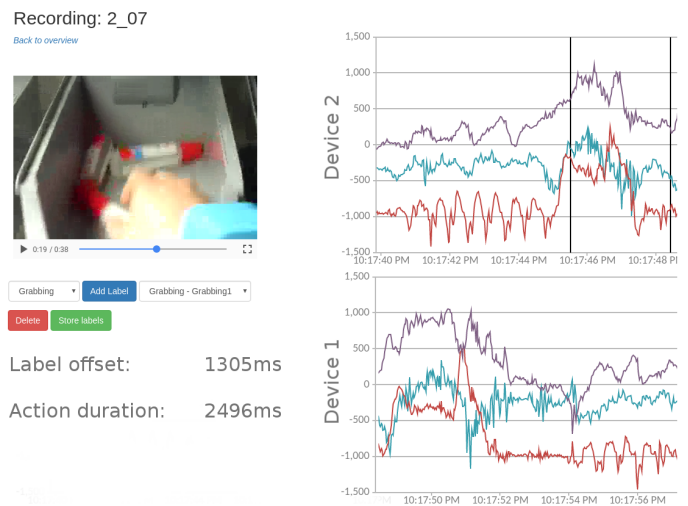 Recording: 2_07
Back to overview
0:19 / 0:38
Grabbing
Add Label
Grabbing - Grabbing1
Delete
Store labels
Label offset: 1305ms
Action duration: 2496ms
Device 2
1,500
1,000
500
0
-500
-1,000
-1,500
10:17:40 PM
10:17:42 PM
10:17:44 PM
10:17:46 PM
10:17:48 P
Device 1
1,500
1,000
500
0
-500
-1,000
-1,500
10:17:50 PM
10:17:52 PM
10:17:54 PM
10:17:56 PM